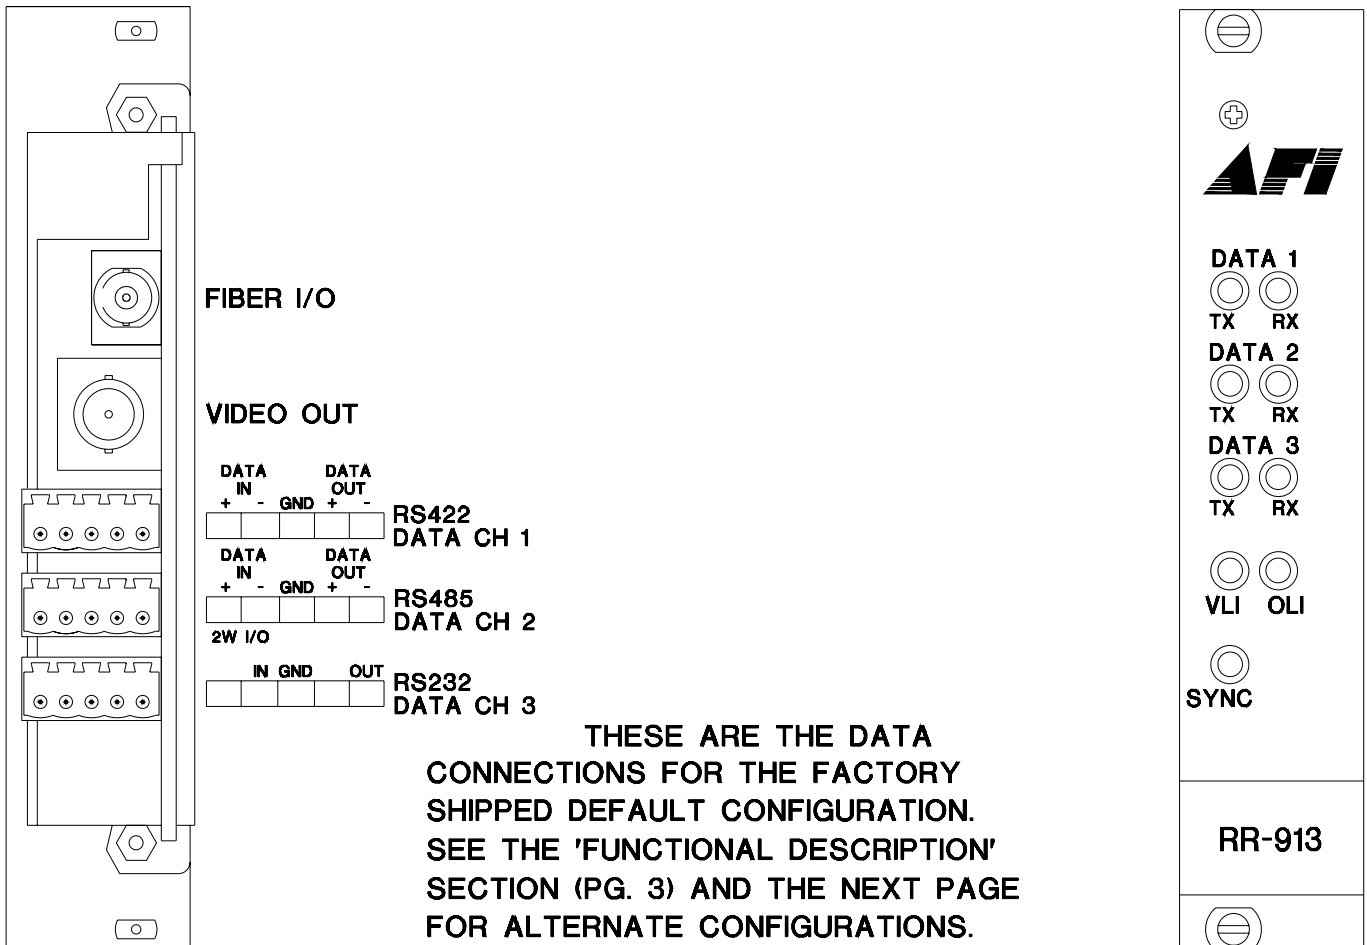 FIBER I/O
VIDEO OUT
DATA IN DATA OUT
+ - GND + -
RS422
DATA CH 1
DATA IN DATA OUT
+ - GND + -
RS485
DATA CH 2
2W I/O
IN GND OUT
RS232
DATA CH 3
THESE ARE THE DATA
CONNECTIONS FOR THE FACTORY
SHIPPED DEFAULT CONFIGURATION.
SEE THE 'FUNCTIONAL DESCRIPTION'
SECTION (PG. 3) AND THE NEXT PAGE
FOR ALTERNATE CONFIGURATIONS.
AFI
DATA 1
TX RX
DATA 2
TX RX
DATA 3
TX RX
VLI OLI
SYNC
RR-913